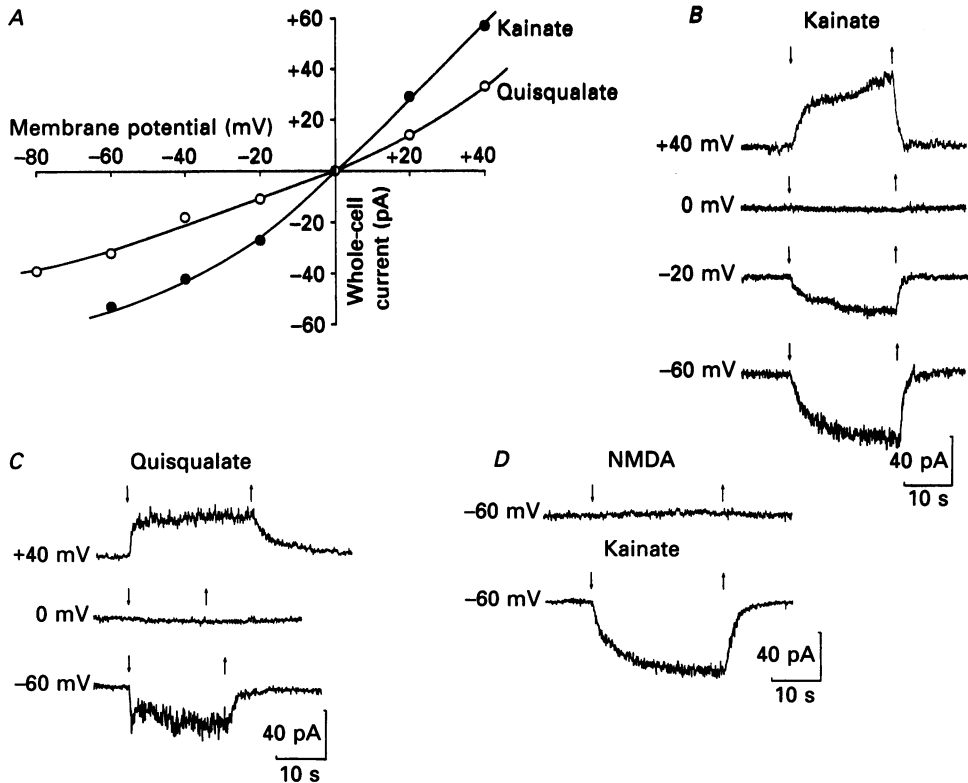 A
+60
+40
+20
Kainate
Quisqualate
Membrane potential (mV)
−80 −60 −40 −20 0 +20 +40
−20
−40
−60
Whole-cell
current (pA)
B
Kainate
+40 mV
0 mV
−20 mV
−60 mV
40 pA
10 s
C
Quisqualate
+40 mV
0 mV
−60 mV
40 pA
10 s
D
NMDA
−60 mV
Kainate
−60 mV
40 pA
10 s